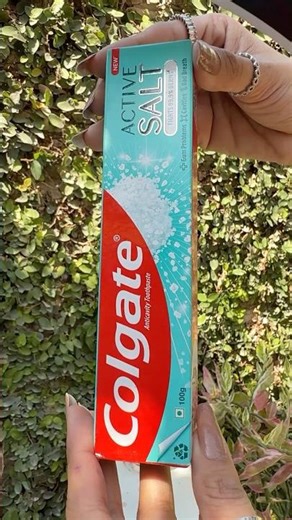 NEW
ACTIVE
SALT
Colgate®
Anticavity Toothpaste
100g